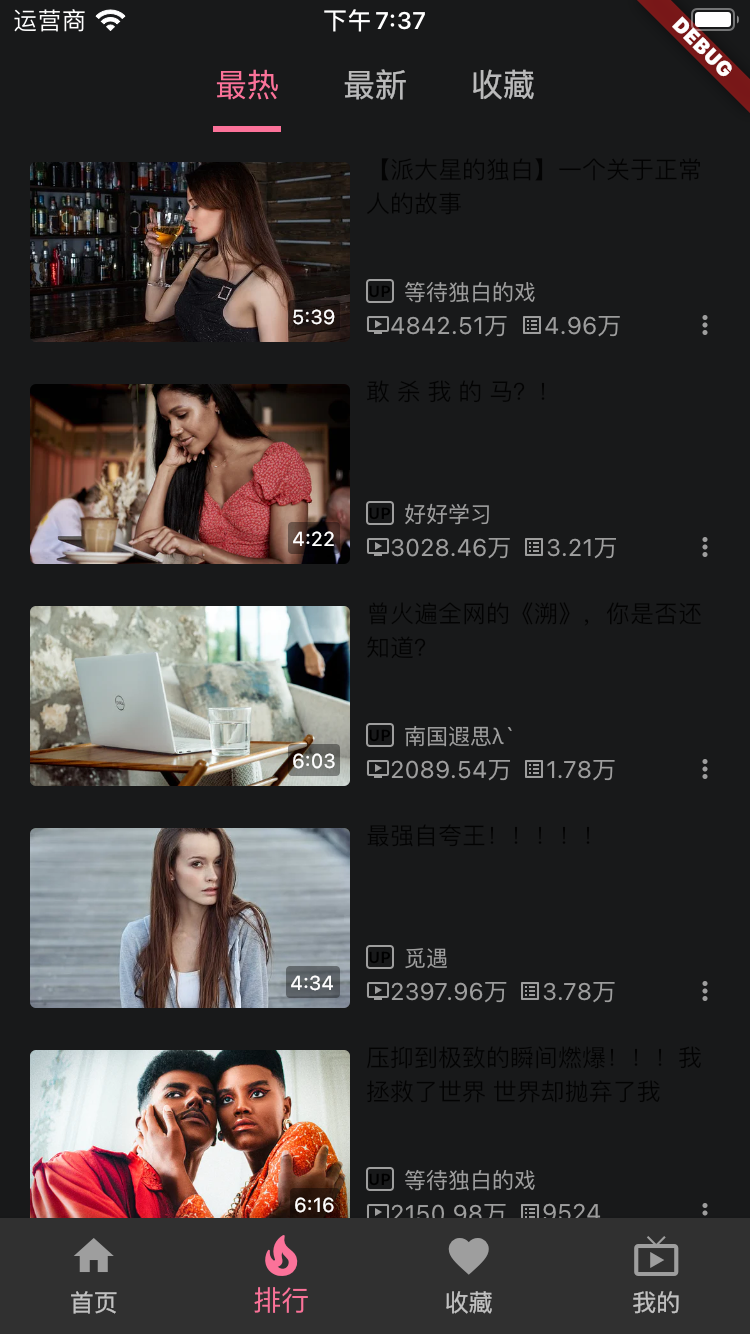 运营商 下午7:37
DEBUG
最热 最新 收藏
【派大星的独白】一个关于正常
人的故事
5:39
UP 等待独白的戏
4842.51万 4.96万
敢 杀 我 的 马？！
4:22
UP 好好学习
3028.46万 3.21万
曾火遍全网的《溯》，你是否还
知道?
6:03
UP 南国遐思λ`
2089.54万 1.78万
最强自夸王！！！！！
4:34
UP 觅遇
2397.96万 3.78万
压抑到极致的瞬间燃爆！！！我
拯救了世界 世界却抛弃了我
6:16
UP 等待独白的戏
2150.98万 9524
首页 排行 收藏 我的